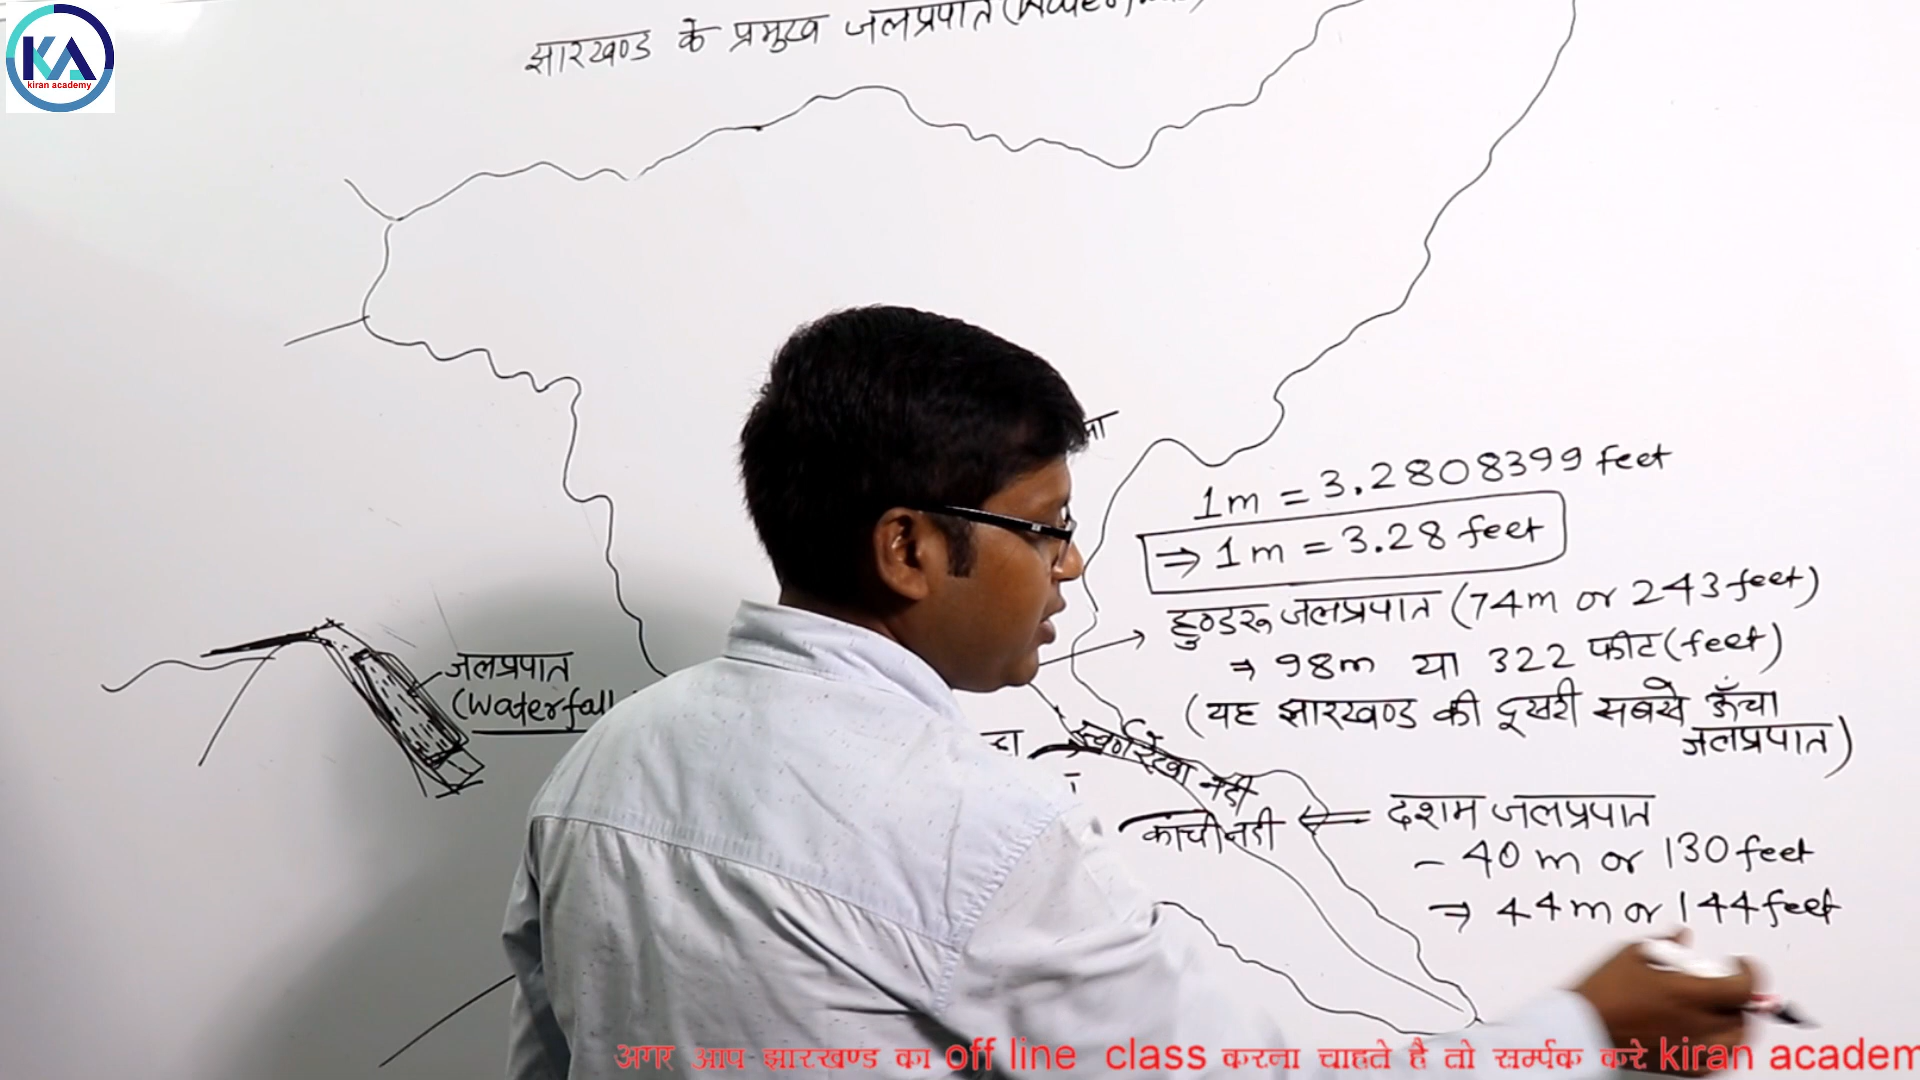 KA
kiran academy
झारखण्ड के प्रमुख जलप्रपात (Waterfall)
1m = 3.2808399 feet
⇒ 1m = 3.28 feet
हुण्डरू जलप्रपात (74m or 243 feet)
⇒ 98m या 322 फीट (feet)
(यह झारखण्ड की दूसरी सबसे ऊँचा
जलप्रपात)
जलप्रपात
(Waterfall
स्वर्णरेखा नदी
कांची नदी
दशम जलप्रपात
- 40 m or 130 feet
⇒ 44m or 144 feet
अगर आप झारखण्ड का off line class करना चाहते है तो सर्म्पक करे kiran academ